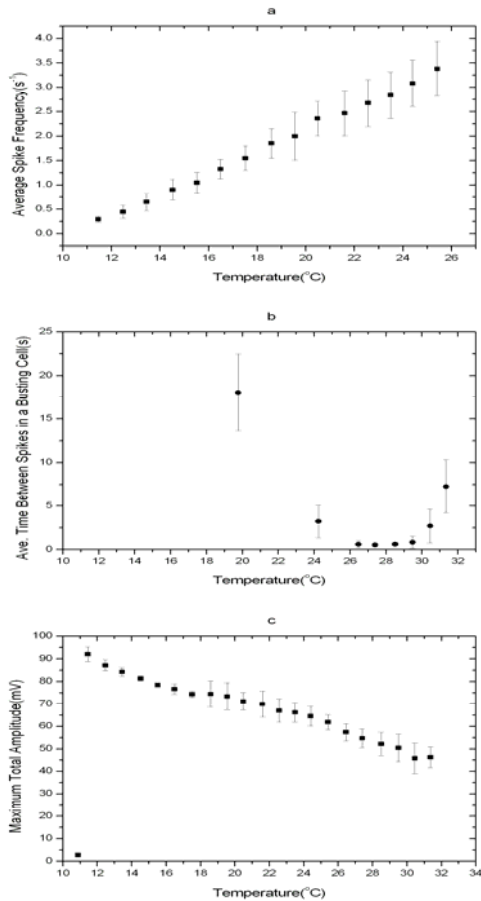 a
4.0
3.5
3.0
2.5
2.0
1.5
1.0
0.5
0.0
Average Spike Frequency(s-1)
10 12 14 16 18 20 22 24 26
Temperature(°C)
b
25
20
15
10
5
0
Ave. Time Between Spikes in a Busting Cell(s)
10 12 14 16 18 20 22 24 26 28 30 32
Temperature(°C)
c
100
90
80
70
60
50
40
30
20
10
0
Maximum Total Amplitude(mV)
10 12 14 16 18 20 22 24 26 28 30 32 34
Temperature(°C)